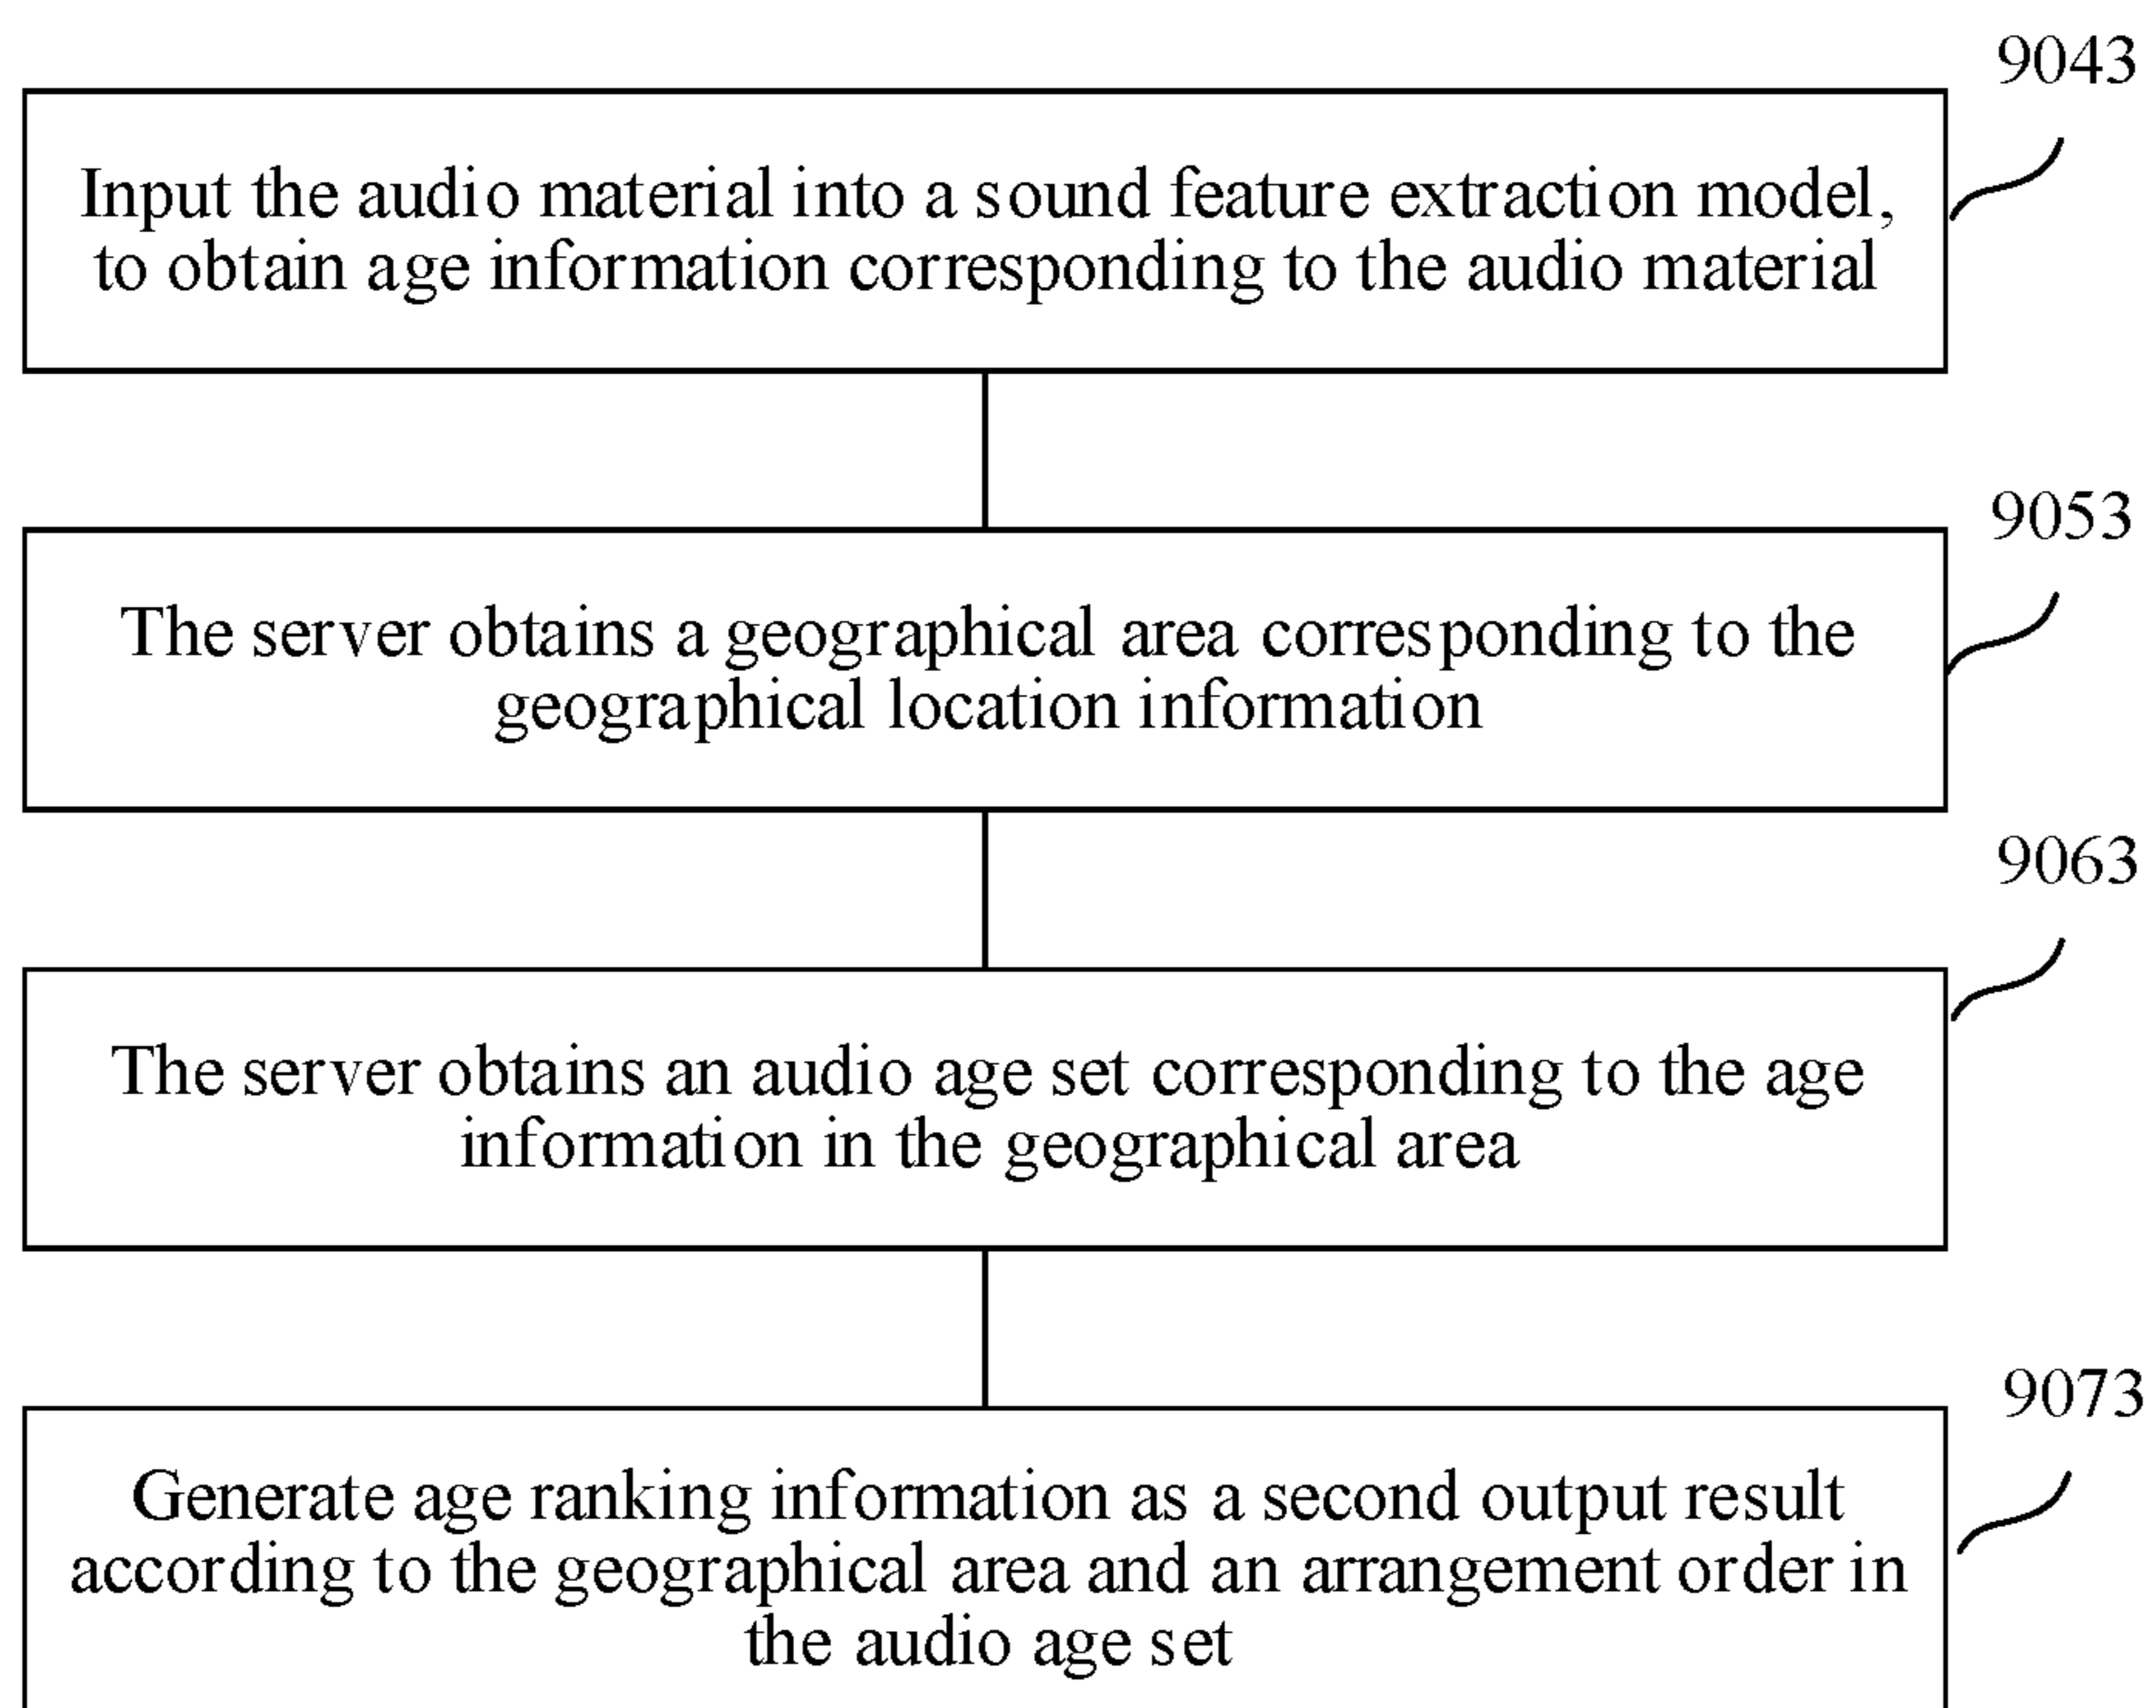 9043
Input the audio material into a sound feature extraction model,
to obtain age information corresponding to the audio material
9053
The server obtains a geographical area corresponding to the
geographical location information
9063
The server obtains an audio age set corresponding to the age
information in the geographical area
9073
Generate age ranking information as a second output result
according to the geographical area and an arrangement order in
the audio age set